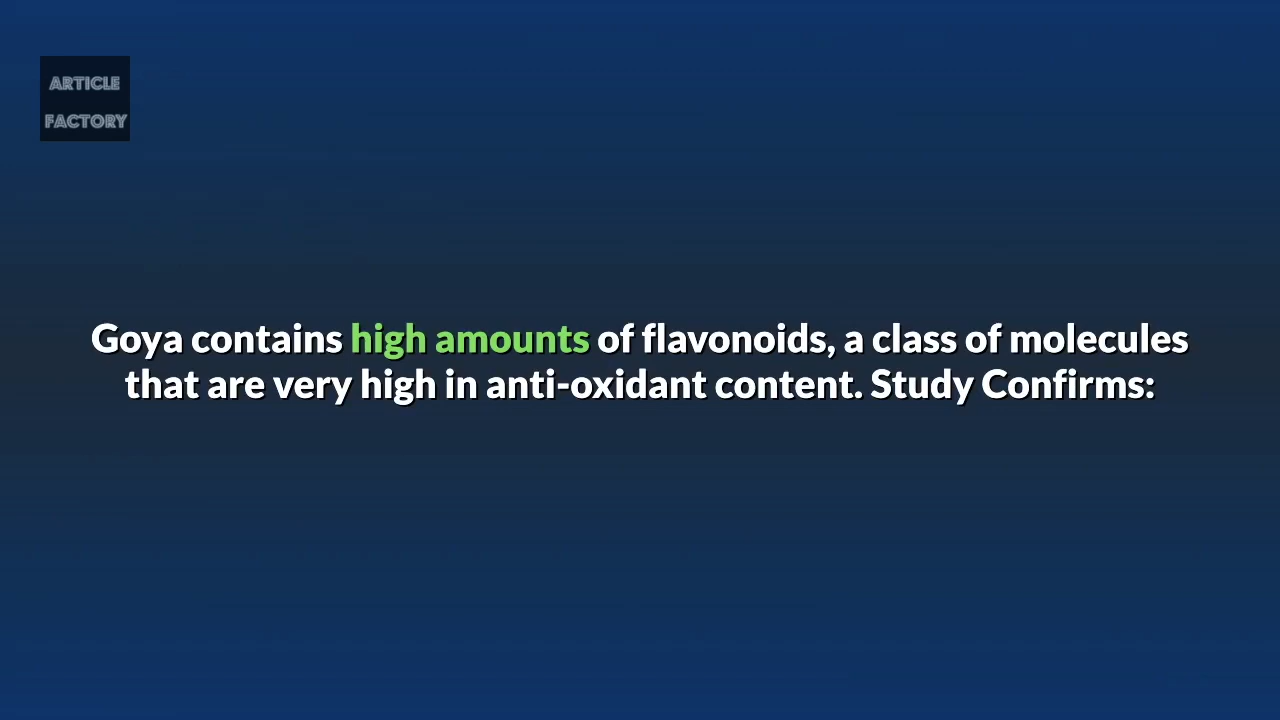 ARTICLE
FACTORY
Goya contains high amounts of flavonoids, a class of molecules
that are very high in anti-oxidant content. Study Confirms: